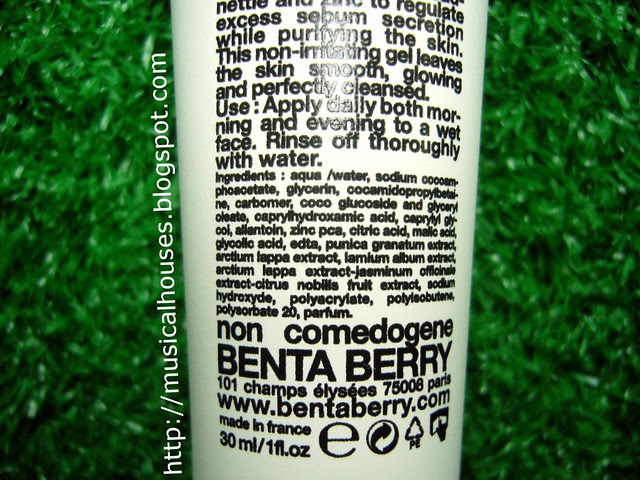 nettle and zinc to regulate
excess sebum secretion
while purifying the skin.
This non-irritating gel leaves
the skin smooth, glowing
and perfectly cleansed.
Use : Apply daily both mor-
ning and evening to a wet
face. Rinse off thoroughly
with water.
Ingredients : aqua /water, sodium cocoam-
phoacetate, glycerin, cocamidopropylbetai-
ne, carbomer, coco glucoside and glyceryl
oleate, caprylhydroxamic acid, caprylyl gly-
col, allantoin, zinc pca, citric acid, malic acid,
glycolic acid, edta, punica granatum extract,
arctium lappa extract, lamium album extract,
arctium lappa extract-jasminum officinale
extract-citrus nobilis fruit extract, sodium
hydroxyde, polyacrylate, polyisobutene,
polysorbate 20, parfum.
non comedogene
BENTA BERRY
101 champs élysées 75008 paris
www.bentaberry.com
made in france
30 ml/1fl.oz e
PE
http://musicalhouses.blogspot.com